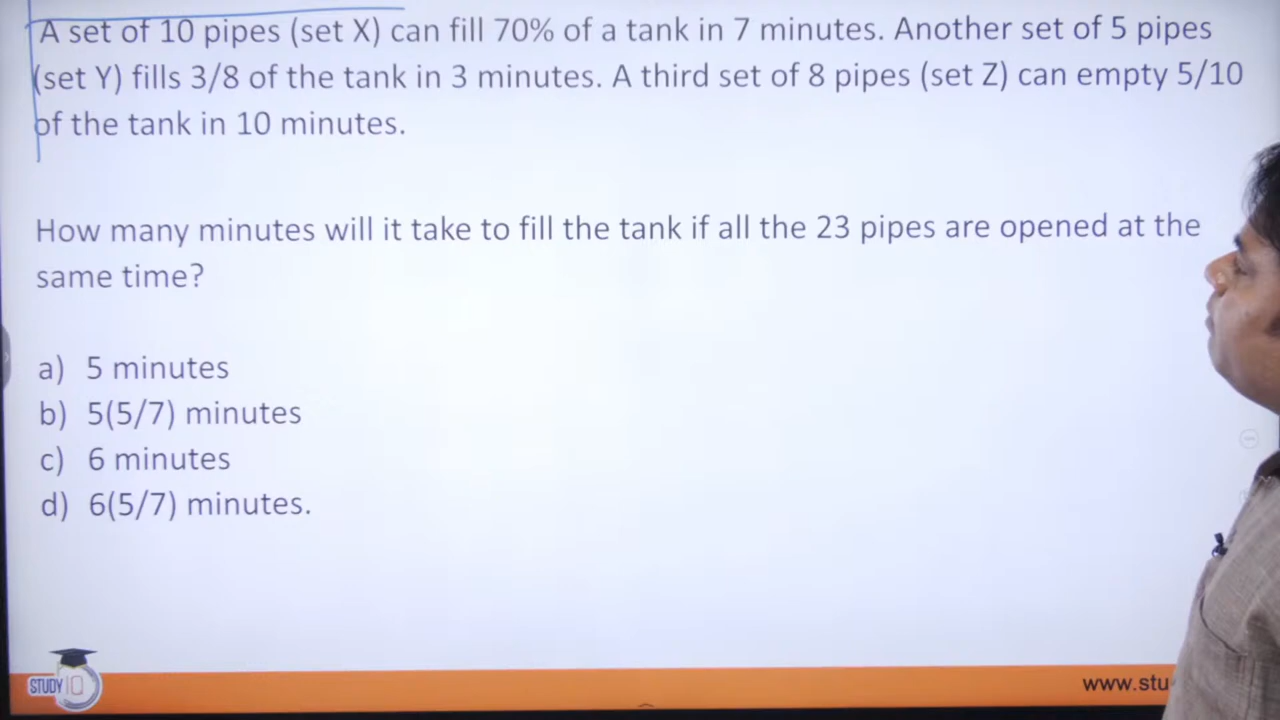 A set of 10 pipes (set X) can fill 70% of a tank in 7 minutes. Another set of 5 pipes
(set Y) fills 3/8 of the tank in 3 minutes. A third set of 8 pipes (set Z) can empty 5/10
of the tank in 10 minutes.
How many minutes will it take to fill the tank if all the 23 pipes are opened at the
same time?
a) 5 minutes
b) 5(5/7) minutes
c) 6 minutes
d) 6(5/7) minutes.
STUDY IQ
www.stu